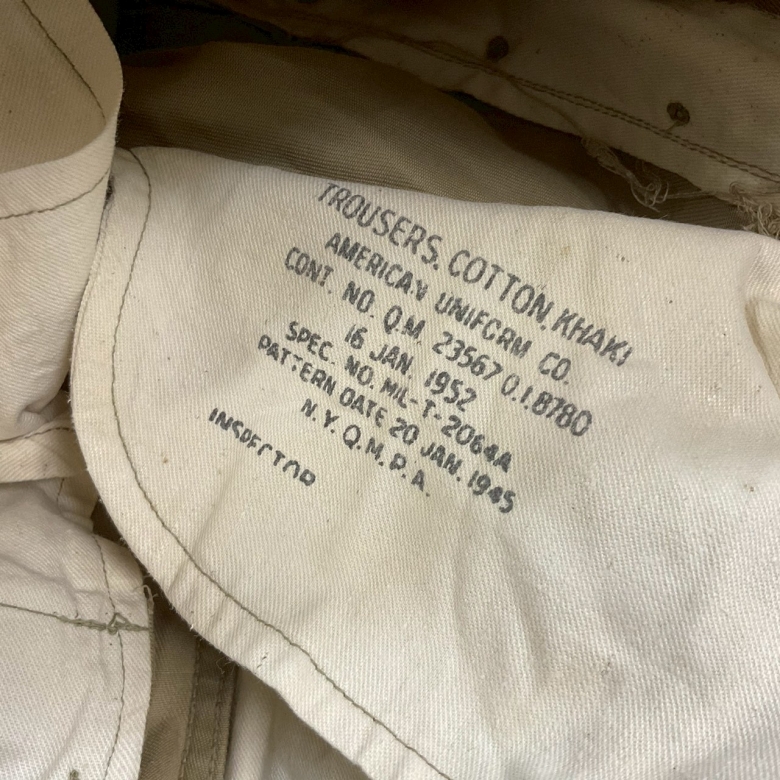 TROUSERS, COTTON, KHAKI
AMERICAN UNIFORM CO.
CONT. NO. Q.M. 23567 O.I.8780
16 JAN. 1952
SPEC. NO. MIL-T-2064A
PATTERN DATE 20 JAN. 1945
N.Y. Q.M.P.A.
INSPECTOR